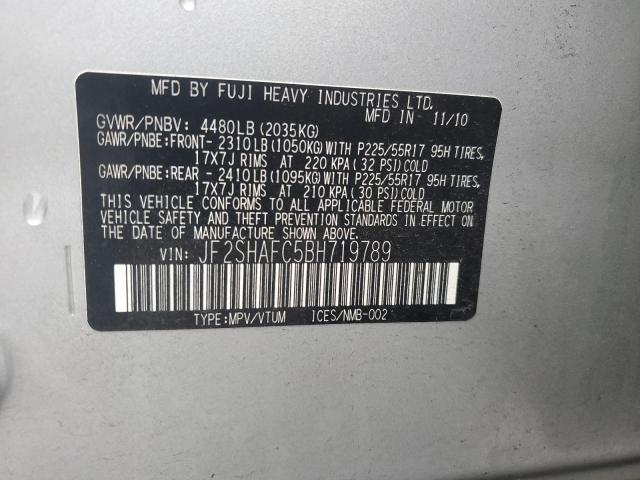 MFD BY FUJI HEAVY INDUSTRIES LTD.
MFD IN 11/10
GVWR/PNBV: 4480LB(2035KG)
GAWR/PNBE:FRONT- 2310LB(1050KG)WITH P225/55R17 95H TIRES,
17X7J RIMS AT 220 KPA(32 PSI)COLD
GAWR/PNBE:REAR - 2410LB(1095KG)WITH P225/55R17 95H TIRES,
17X7J RIMS AT 210 KPA(30 PSI)COLD
THIS VEHICLE CONFORMS TO ALL APPLICABLE FEDERAL MOTOR
VEHICLE SAFETY AND THEFT PREVENTION STANDARDS IN EFFECT
ON DATE OF MANUFACTURE SHOWN ABOVE.
VIN: JF2SHAFC5BH719789
TYPE:MPV/VTUM ICES/NMB-002